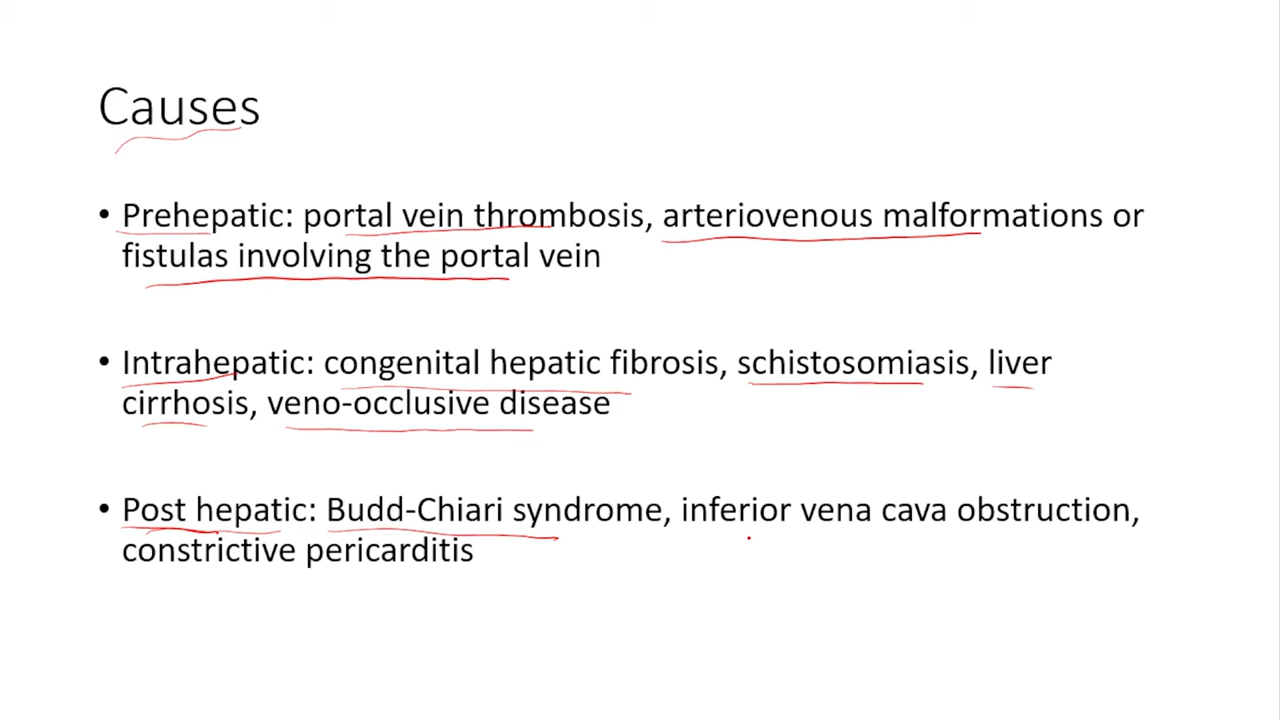 Causes
• Prehepatic: portal vein thrombosis, arteriovenous malformations or
fistulas involving the portal vein
• Intrahepatic: congenital hepatic fibrosis, schistosomiasis, liver
cirrhosis, veno-occlusive disease
• Post hepatic: Budd-Chiari syndrome, inferior vena cava obstruction,
constrictive pericarditis